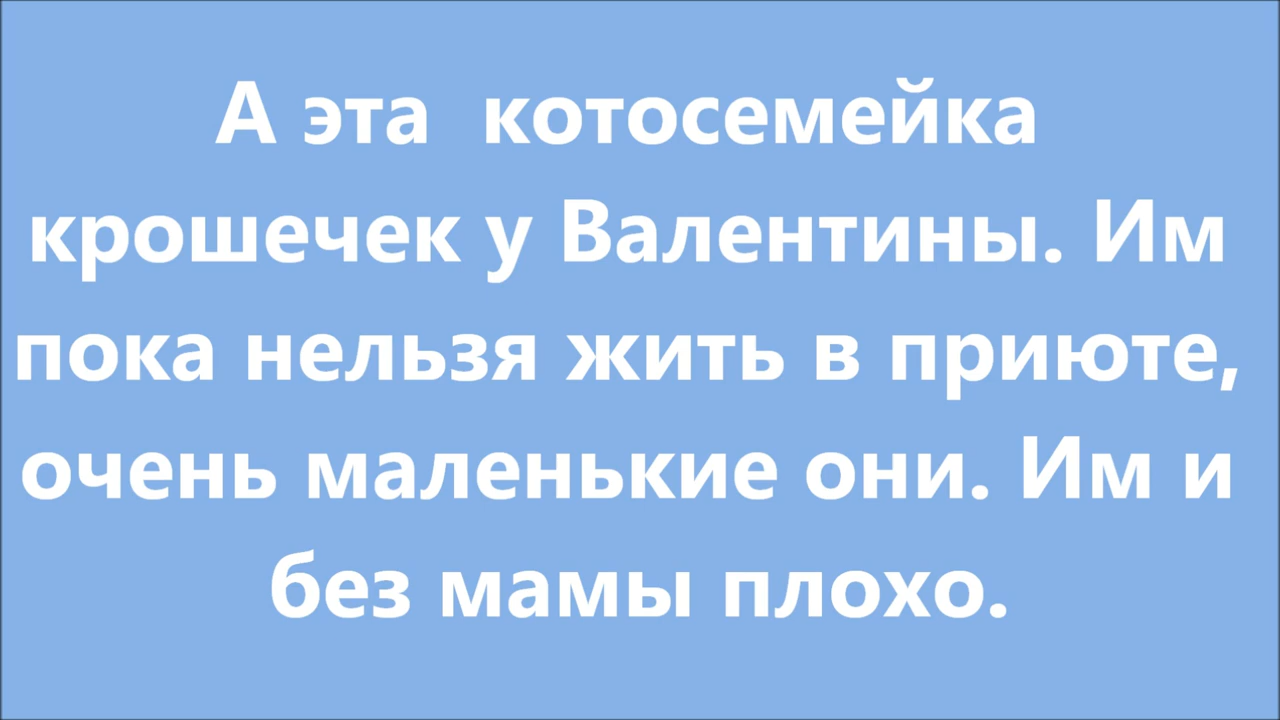 А эта  котосемейка
крошечек у Валентины. Им
пока нельзя жить в приюте,
очень маленькие они. Им и
без мамы плохо.